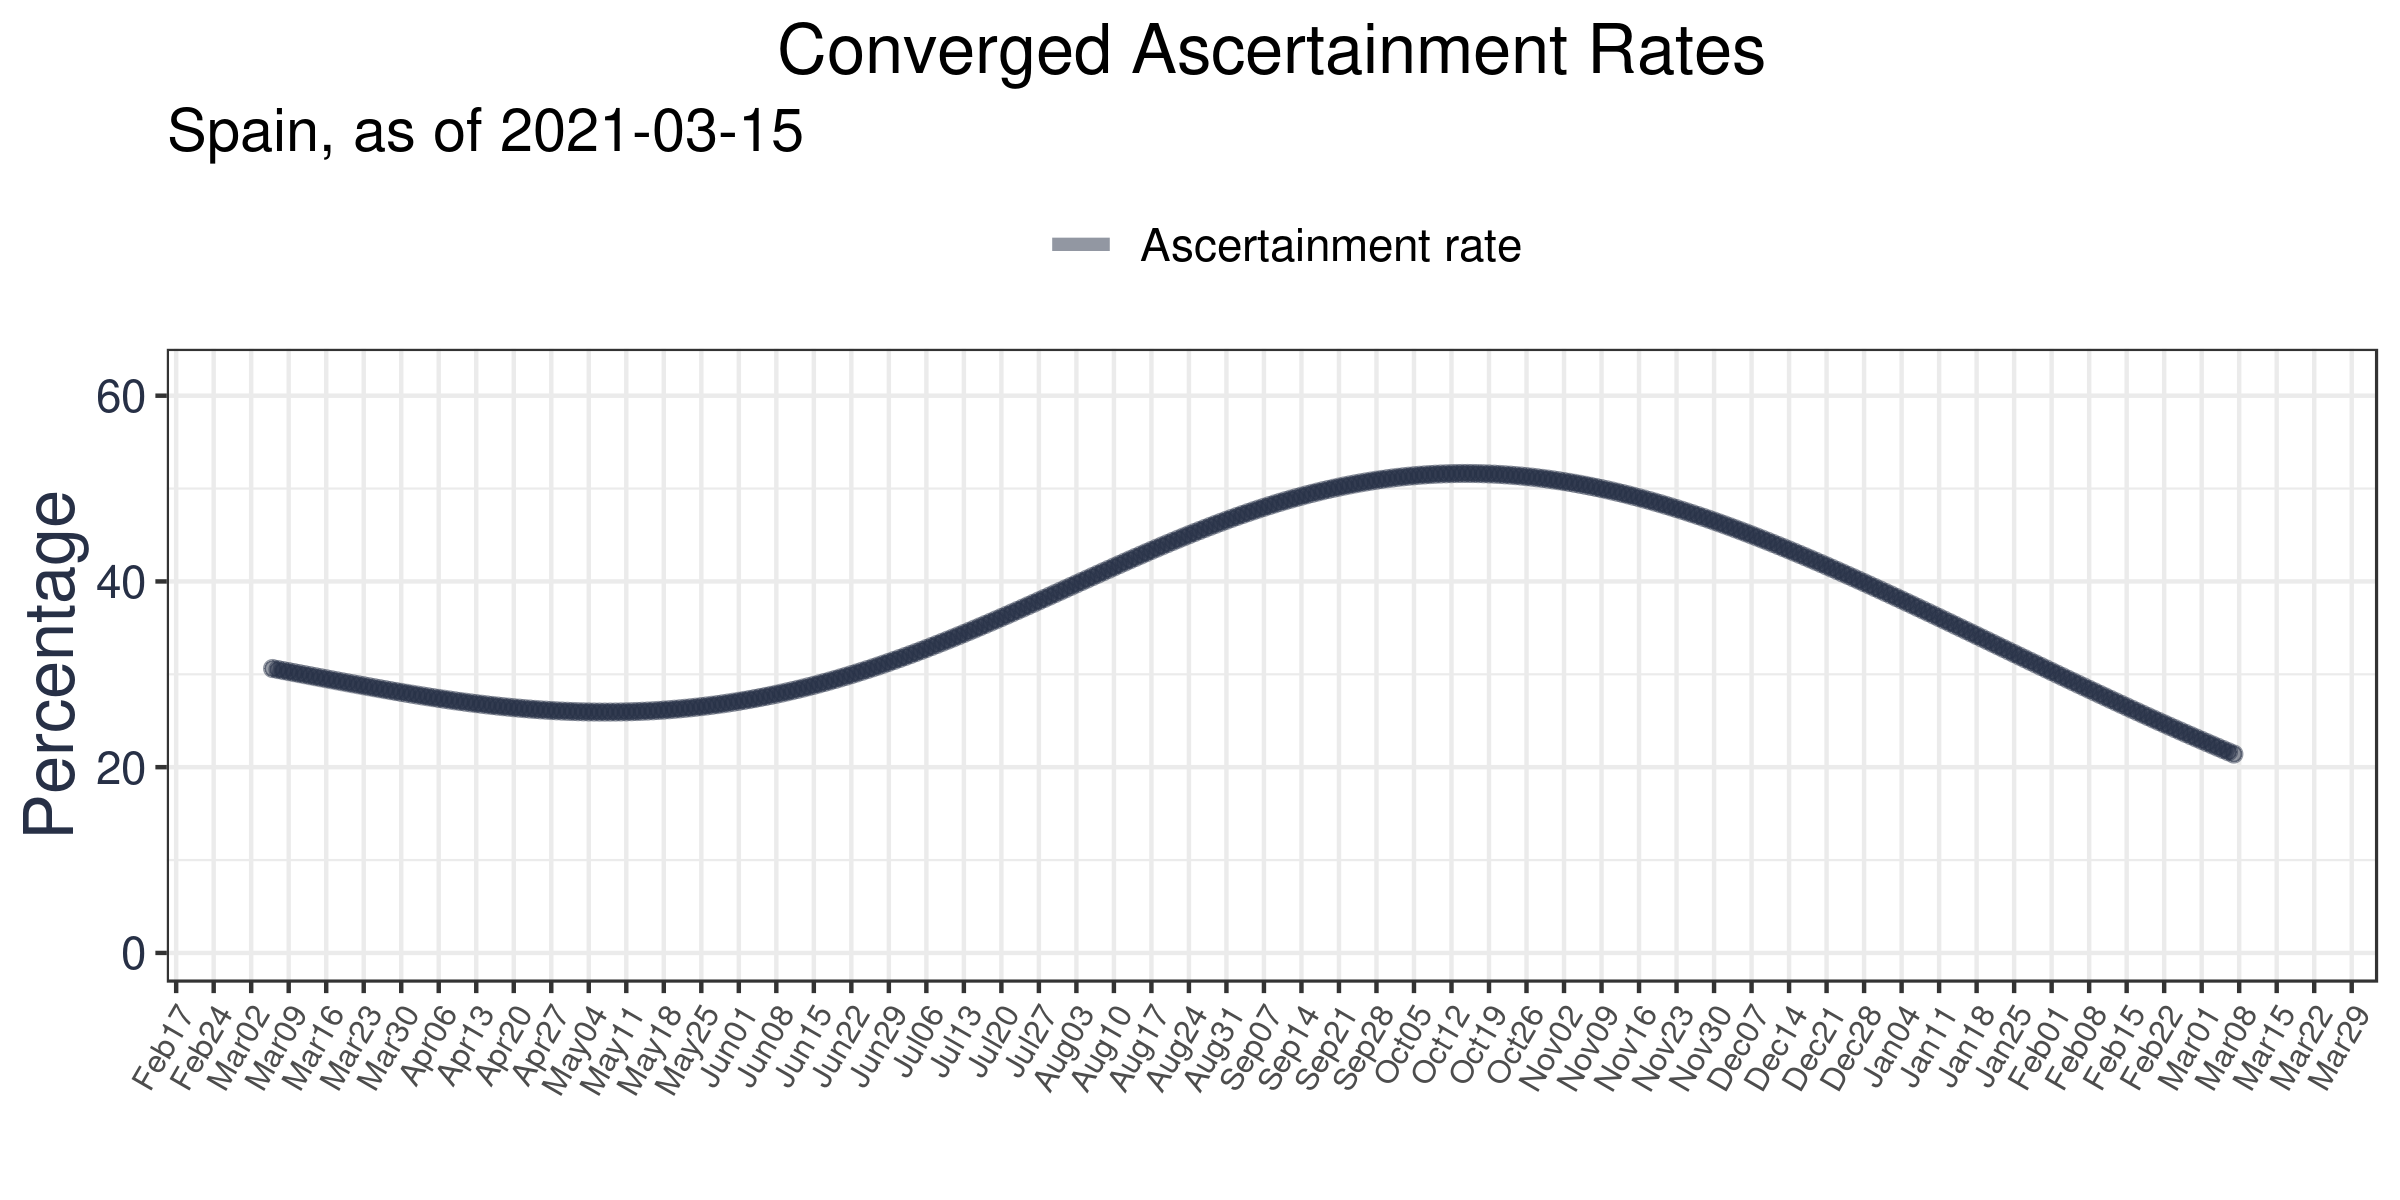 Converged Ascertainment Rates
Spain, as of 2021-03-15
Ascertainment rate
Percentage
60
40
20
0
Feb17 Feb24 Mar02 Mar09 Mar16 Mar23 Mar30 Apr06 Apr13 Apr20 Apr27 May04 May11 May18 May25 Jun01 Jun08 Jun15 Jun22 Jun29 Jul06 Jul13 Jul20 Jul27 Aug03 Aug10 Aug17 Aug24 Aug31 Sep07 Sep14 Sep21 Sep28 Oct05 Oct12 Oct19 Oct26 Nov02 Nov09 Nov16 Nov23 Nov30 Dec07 Dec14 Dec21 Dec28 Jan04 Jan11 Jan18 Jan25 Feb01 Feb08 Feb15 Feb22 Mar01 Mar08 Mar15 Mar22 Mar29